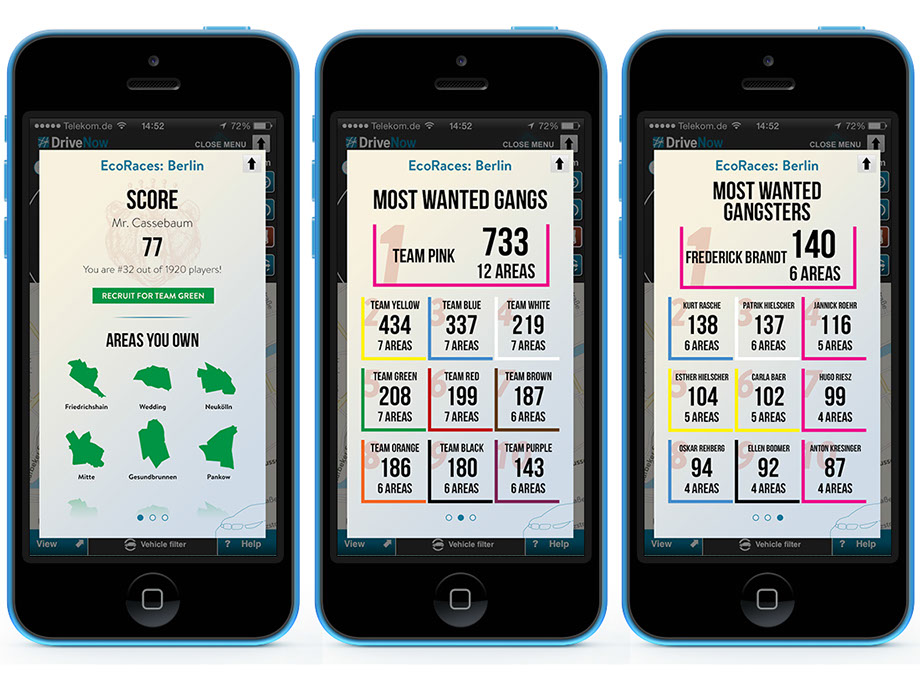 Telekom.de 14:52 72%
DriveNow CLOSE MENU
EcoRaces: Berlin
SCORE
Mr. Cassebaum
77
You are #32 out of 1920 players!
RECRUIT FOR TEAM GREEN
AREAS YOU OWN
Friedrichshain Wedding Neukölln
Mitte Gesundbrunnen Pankow
View Vehicle filter ? Help
Telekom.de 14:52 72%
DriveNow CLOSE MENU
EcoRaces: Berlin
MOST WANTED GANGS
1
TEAM PINK
733
12 AREAS
2
TEAM YELLOW
434
7 AREAS
3
TEAM BLUE
337
7 AREAS
4
TEAM WHITE
219
7 AREAS
5
TEAM GREEN
208
7 AREAS
6
TEAM RED
199
7 AREAS
7
TEAM BROWN
187
6 AREAS
8
TEAM ORANGE
186
6 AREAS
9
TEAM BLACK
180
6 AREAS
10
TEAM PURPLE
143
6 AREAS
View Vehicle filter ? Help
Telekom.de 14:52 72%
DriveNow CLOSE MENU
EcoRaces: Berlin
MOST WANTED
GANGSTERS
1
FREDERICK BRANDT
140
6 AREAS
2
KURT RASCHE
138
6 AREAS
3
PATRIK HIELSCHER
137
6 AREAS
4
JANNICK ROEHR
116
5 AREAS
5
ESTHER HIELSCHER
104
5 AREAS
6
CARLA BAER
102
5 AREAS
7
HUGO RIESZ
99
4 AREAS
8
OSKAR REHBERG
94
4 AREAS
9
ELLEN BOOMER
92
4 AREAS
10
ANTON KRESINGER
87
4 AREAS
View Vehicle filter ? Help